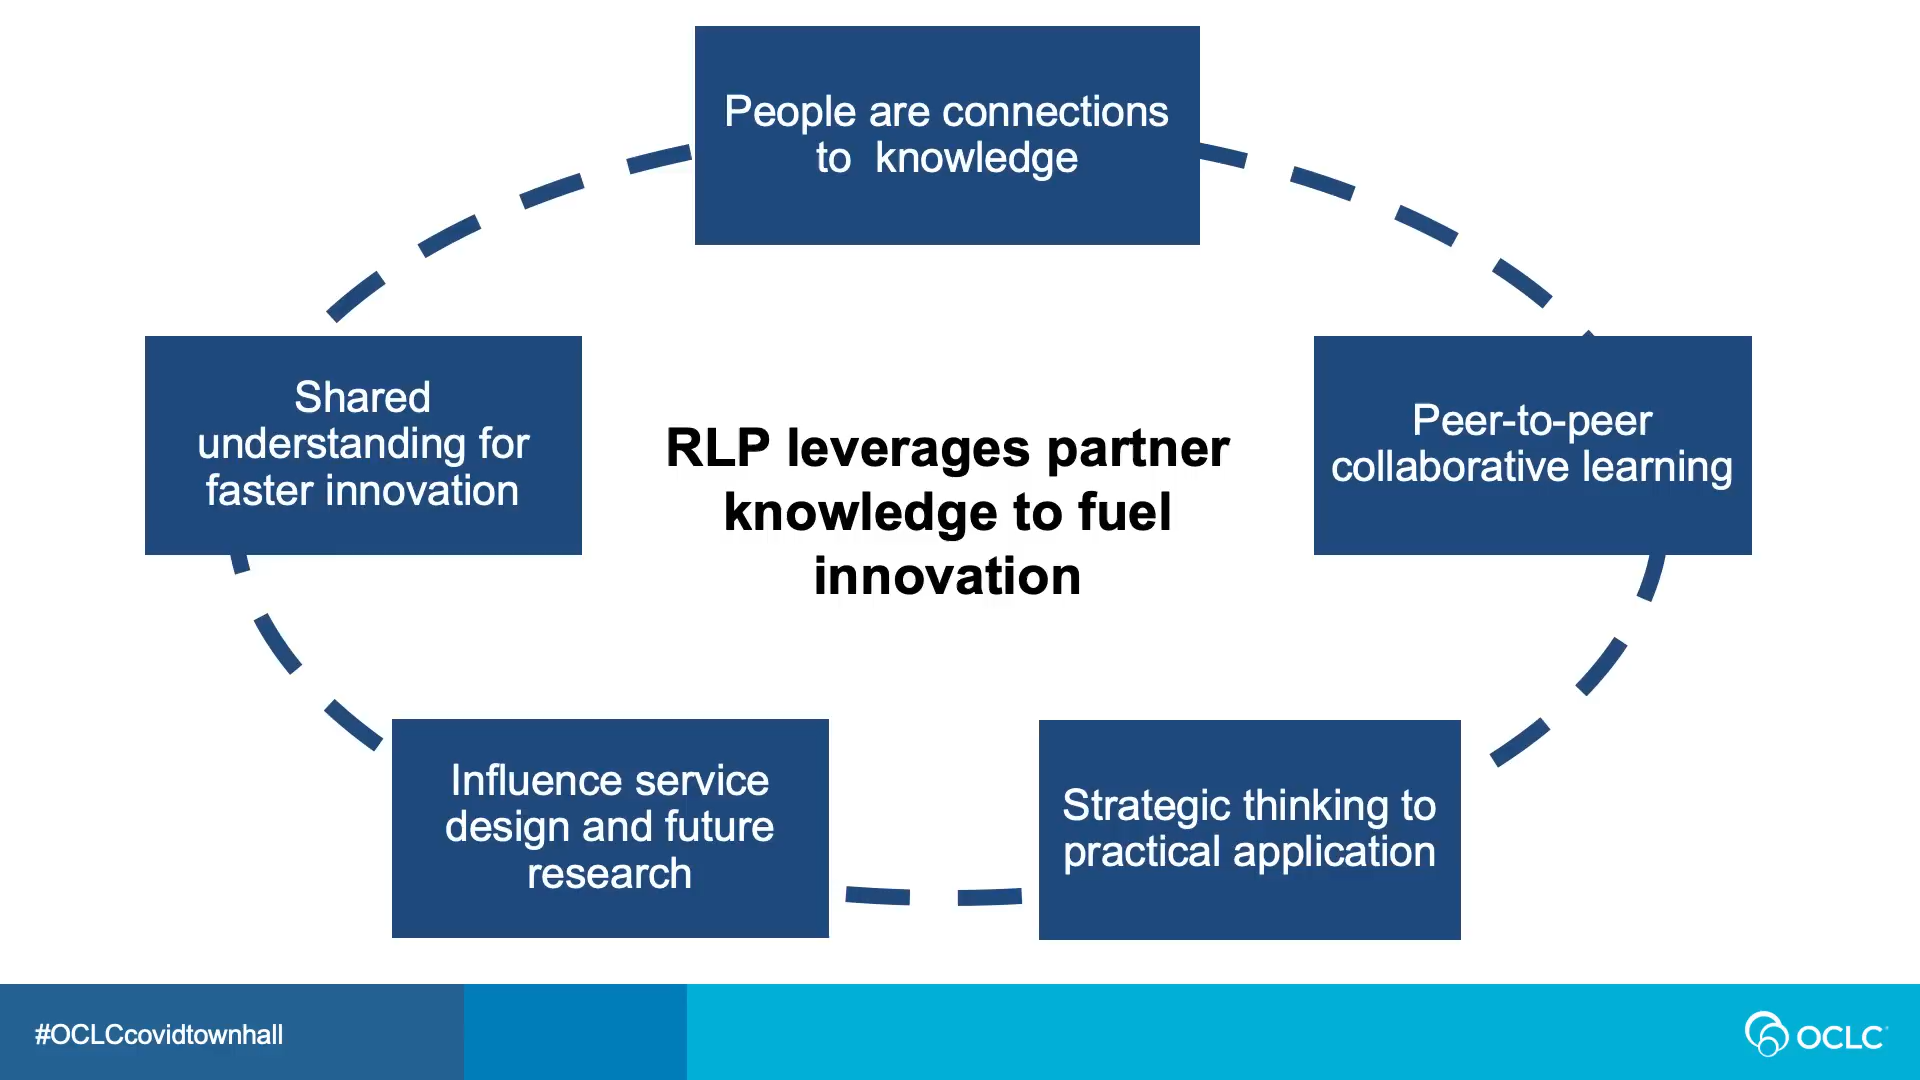 People are connections
to  knowledge
Shared
understanding for
faster innovation
RLP leverages partner
knowledge to fuel
innovation
Peer-to-peer
collaborative learning
Influence service
design and future
research
Strategic thinking to
practical application
#OCLCcovidtownhall
OCLC